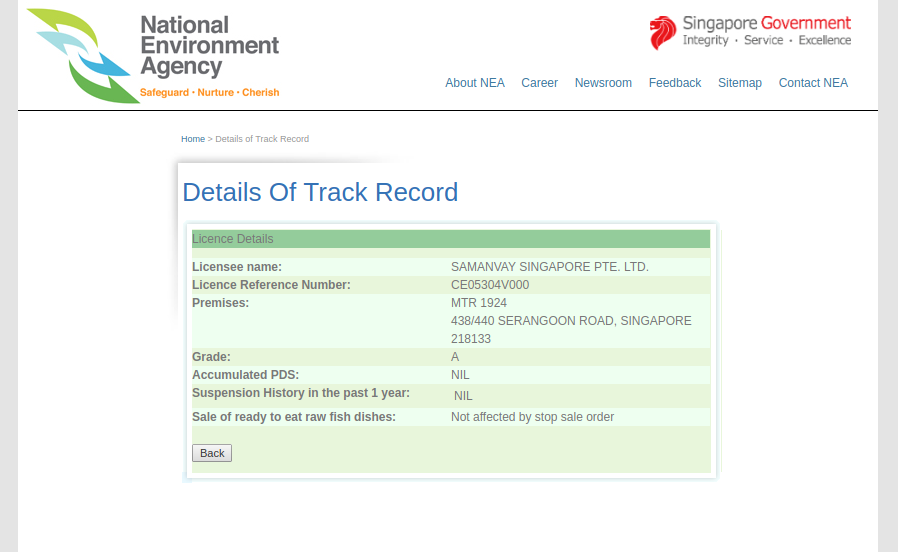 National
Environment
Agency
Safeguard • Nurture • Cherish
Singapore Government
Integrity · Service · Excellence
About NEA Career Newsroom Feedback Sitemap Contact NEA
Home > Details of Track Record
Details Of Track Record
Licence Details
Licensee name: SAMANVAY SINGAPORE PTE. LTD.
Licence Reference Number: CE05304V000
Premises: MTR 1924
438/440 SERANGOON ROAD, SINGAPORE
218133
Grade: A
Accumulated PDS: NIL
Suspension History in the past 1 year: NIL
Sale of ready to eat raw fish dishes: Not affected by stop sale order
Back